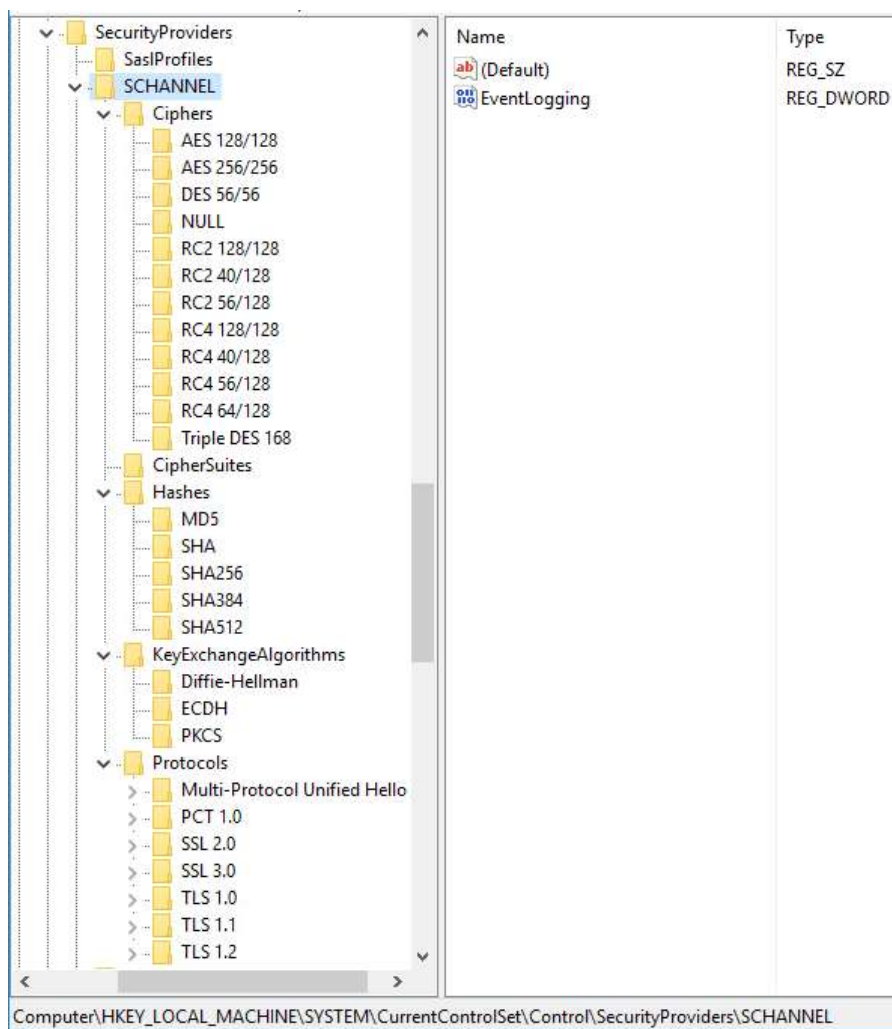 SecurityProviders
SaslProfiles
SCHANNEL
Ciphers
AES 128/128
AES 256/256
DES 56/56
NULL
RC2 128/128
RC2 40/128
RC2 56/128
RC4 128/128
RC4 40/128
RC4 56/128
RC4 64/128
Triple DES 168
CipherSuites
Hashes
MD5
SHA
SHA256
SHA384
SHA512
KeyExchangeAlgorithms
Diffie-Hellman
ECDH
PKCS
Protocols
Multi-Protocol Unified Hello
PCT 1.0
SSL 2.0
SSL 3.0
TLS 1.0
TLS 1.1
TLS 1.2
Name Type
(Default) REG_SZ
EventLogging REG_DWORD
Computer\HKEY_LOCAL_MACHINE\SYSTEM\CurrentControlSet\Control\SecurityProviders\SCHANNEL